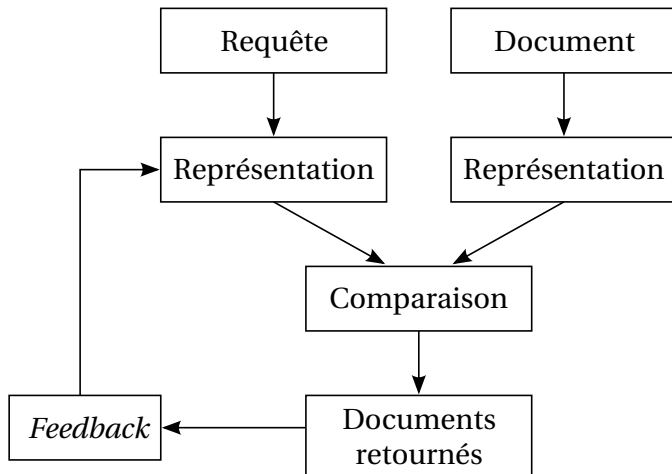 Requête
Document
Représentation
Représentation
Comparaison
Feedback
Documents
retournés